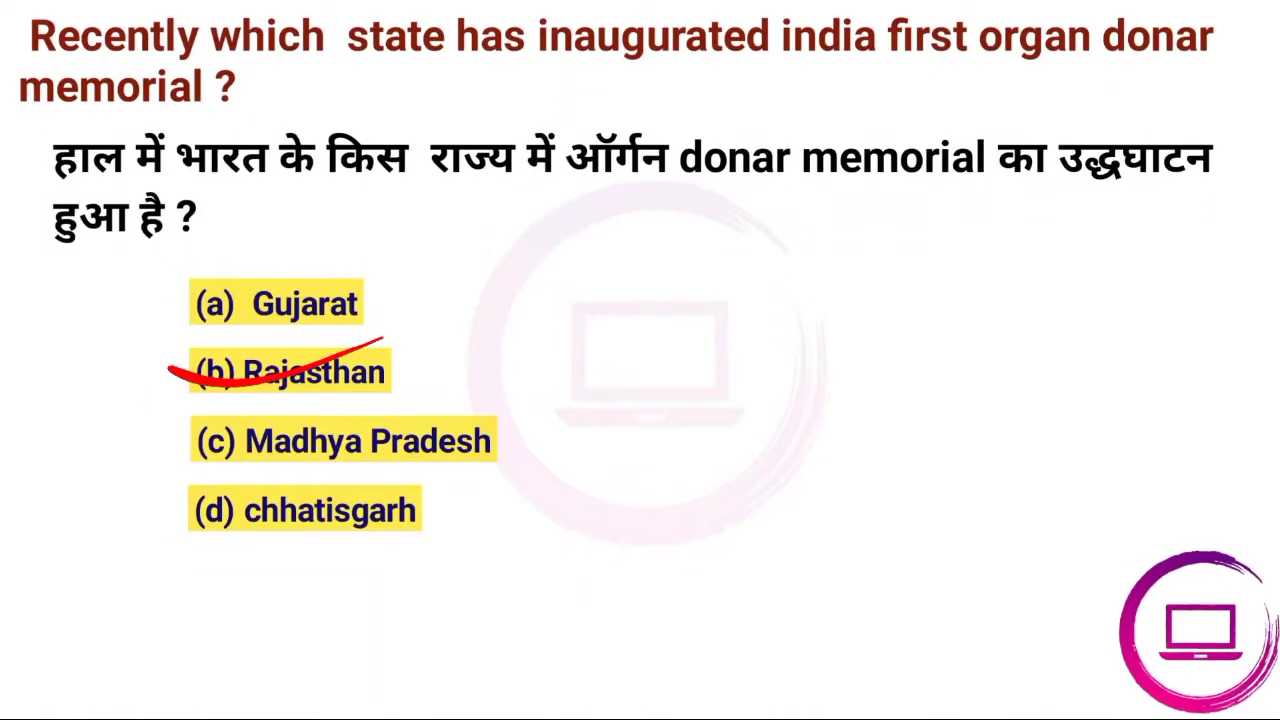 Recently which state has inaugurated india first organ donar
memorial ?
हाल में भारत के किस राज्य में ऑर्गन donar memorial का उद्धघाटन
हुआ है ?
(a) Gujarat
(b) Rajasthan
(c) Madhya Pradesh
(d) chhatisgarh